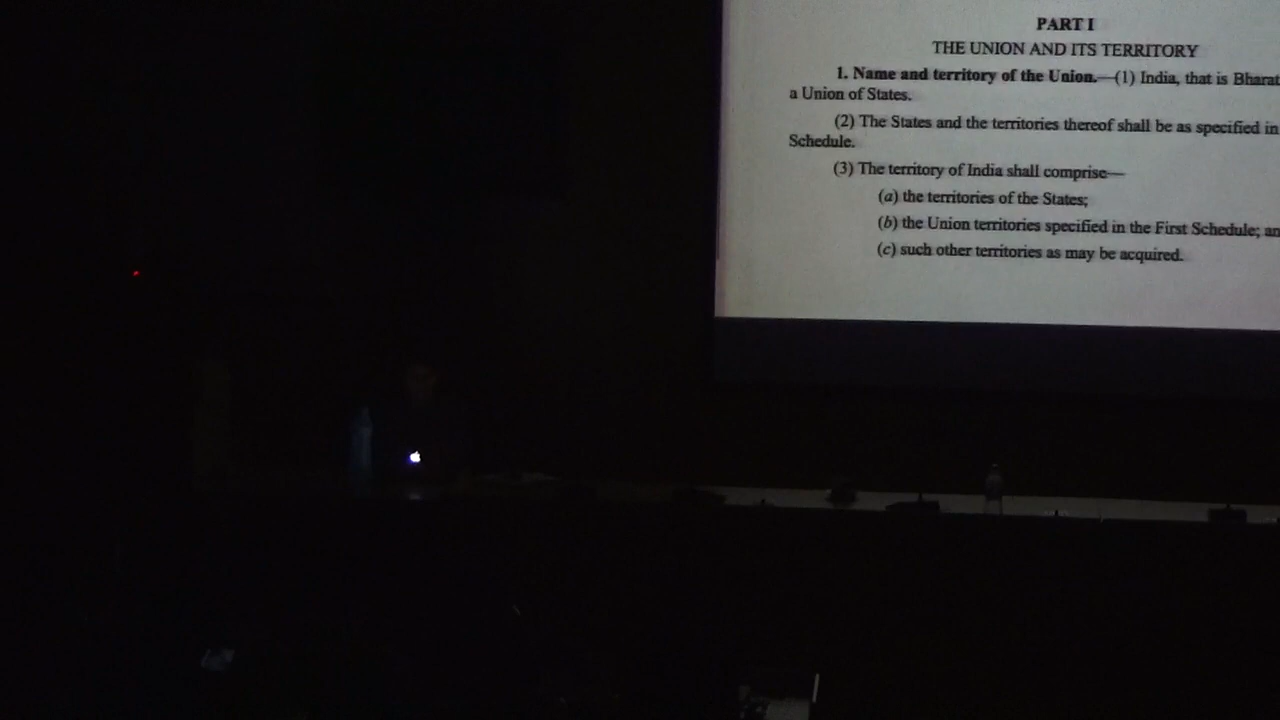 PART I
THE UNION AND ITS TERRITORY
1. Name and territory of the Union.—(1) India, that is Bharat
a Union of States.
(2) The States and the territories thereof shall be as specified in
Schedule.
(3) The territory of India shall comprise—
(a) the territories of the States;
(b) the Union territories specified in the First Schedule; an
(c) such other territories as may be acquired.